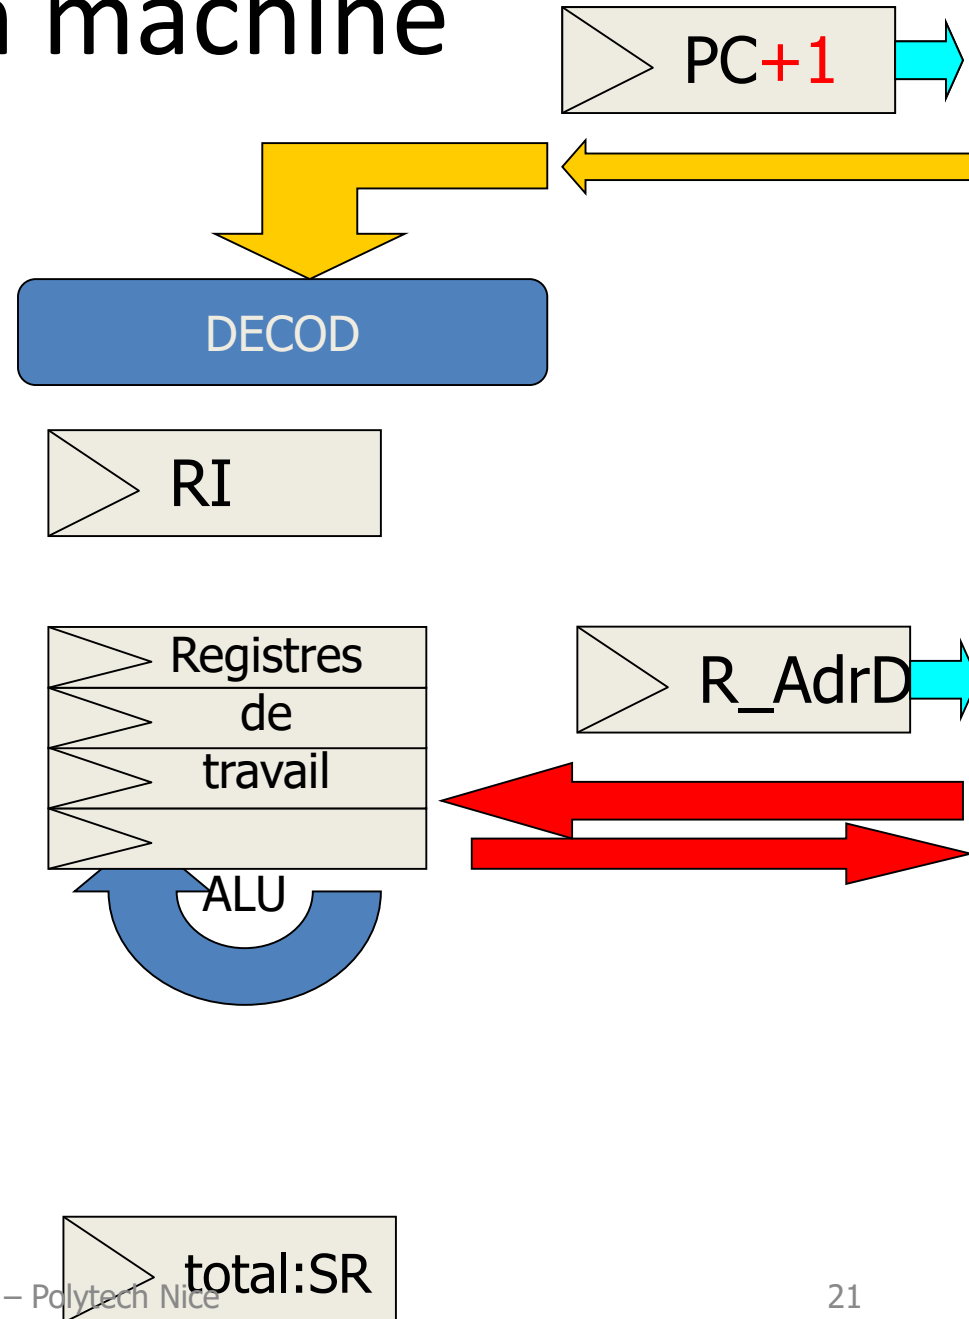 machine
PC+1
DECOD
RI
Registres
de
travail
R_AdrD
ALU
total:SR
– Polytech Nice
21